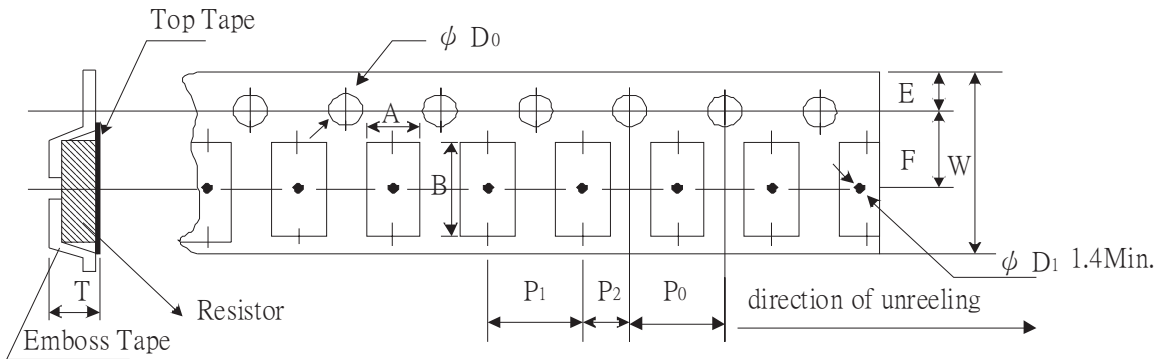 Top Tape
ψ D0
E
A
F
W
B
ψ D1 1.4Min.
T
P1
P2
P0
direction of unreeling
Resistor
Emboss Tape